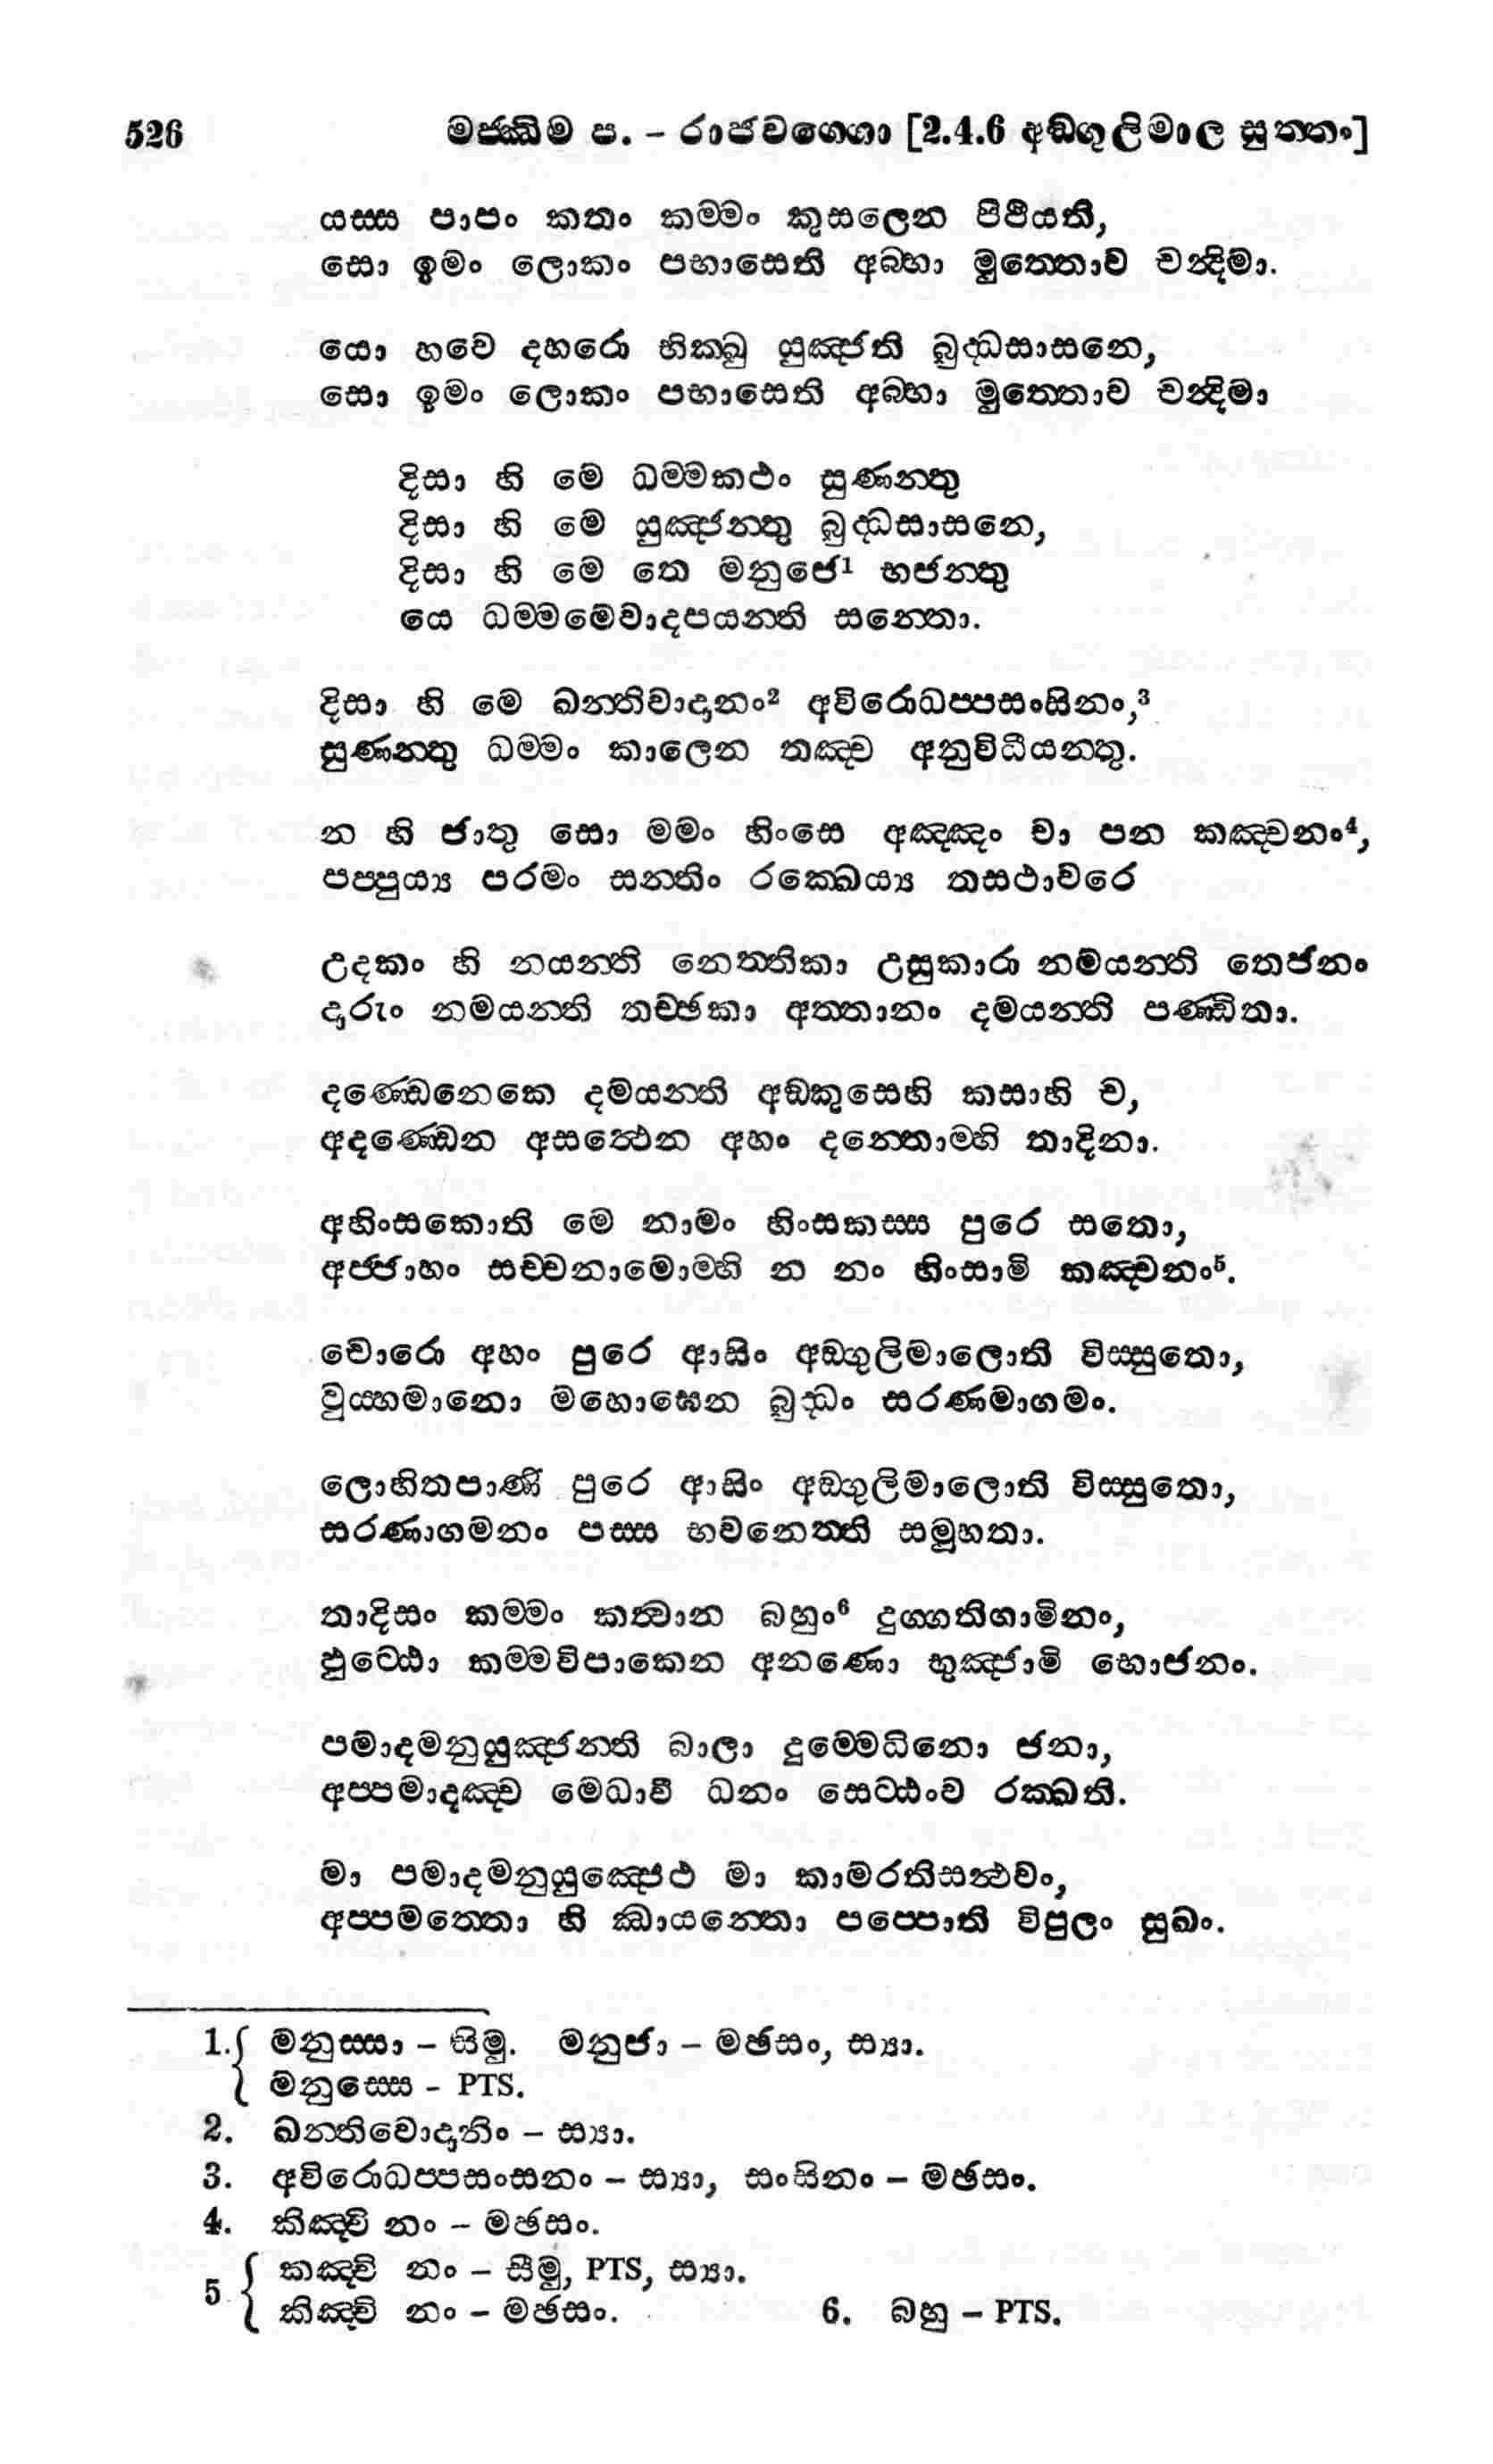 526 මජ්ඣිම ප. – රාජවග්ගො [2.4.6 අඞ්ගුලිමාල සුත්තං]
යස්ස පාපං කතං කම්මං කුසලෙන පිථීයති,
සො ඉමං ලොකං පභාසෙති අබ්භා මුත්තොව චන්දිමා.
යො හවෙ දහරො භික්ඛු යුඤ්ජති බුද්ධසාසනෙ,
සො ඉමං ලොකං පභාසෙති අබ්භා මුත්තොව චන්දිමා
දිසා හි මෙ ධම්මකථං සුණන්තු
දිසා හි මෙ යුඤ්ජන්තු බුද්ධසාසනෙ,
දිසා හි මෙ තෙ මනුජෙ¹ භජන්තු
යෙ ධම්මමේවාදපයන්ති සන්තො.
දිසා හි මෙ ඛන්තිවාදානං² අවිරොධප්පසංසිනං,³
සුණන්තු ධම්මං කාලෙන තඤ්ච අනුවිධීයන්තු.
න හි ජාතු සො මමං හිංසෙ අඤ්ඤං වා පන කඤ්චනං⁴,
පප්පුය්‍ය පරමං සන්තිං රක්ඛෙය්‍ය තසථාවරෙ
උදකං හි නයන්ති නෙත්තිකා උසුකාරා නමයන්ති තෙජනං
දාරුං නමයන්ති තච්ඡකා අත්තානං දමයන්ති පණ්ඩිතා.
දණ්ඩෙනෙකෙ දමයන්ති අඞ්කුසෙහි කසාහි ච,
අදණ්ඩෙන අසත්ථෙන අහං දන්තොම්හි තාදිනා.
අහිංසකොති මෙ නාමං හිංසකස්ස පුරෙ සතො,
අජ්ජාහං සච්චනාමොම්හි න නං හිංසාමි කඤ්චනං⁵.
චොරො අහං පුරෙ ආසිං අඞ්ගුලිමාලොති විස්සුතො,
වුය්හමානො මහොඝෙන බුද්ධං සරණමාගමං.
ලොහිතපාණි පුරෙ ආසිං අඞ්ගුලිමාලොති විස්සුතො,
සරණාගමනං පස්ස භවනෙත්ති සමූහතා.
තාදිසං කම්මං කත්වාන බහුං⁶ දුග්ගතිගාමිනං,
ඵුට්ඨො කම්මවිපාකෙන අනණො භුඤ්ජාමි භොජනං.
පමාදමනුයුඤ්ජන්ති බාලා දුම්මෙධිනො ජනා,
අප්පමාදඤ්ච මෙධාවී ධනං සෙට්ඨංව රක්ඛති.
මා පමාදමනුයුඤ්ජෙථ මා කාමරතිසන්ථවං,
අප්පමත්තො හි ඣායන්තො පප්පොති විපුලං සුඛං.
1. { මනුස්සා – සිමු. මනුජා – මඡසං, ස්‍යා.
{ මනුස්සෙ - PTS.
2. ඛන්තිවොදානිං – ස්‍යා.
3. අවිරොධප්පසංසනං – ස්‍යා, සංසිනං – මඡසං.
4. කිඤ්චි නං – මඡසං.
5 { කඤ්චි නං – සීමු, PTS, ස්‍යා.
{ කිඤ්චි නං – මඡසං. 6. බහු – PTS.